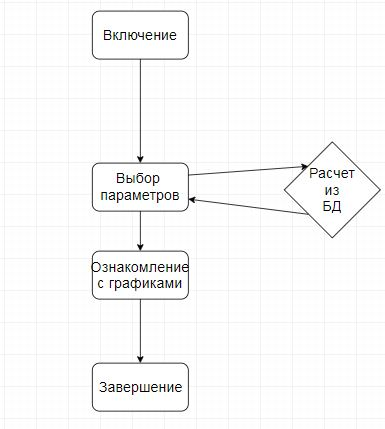 Включение
Выбор
параметров
Расчет
из
БД
Ознакомление
с графиками
Завершение